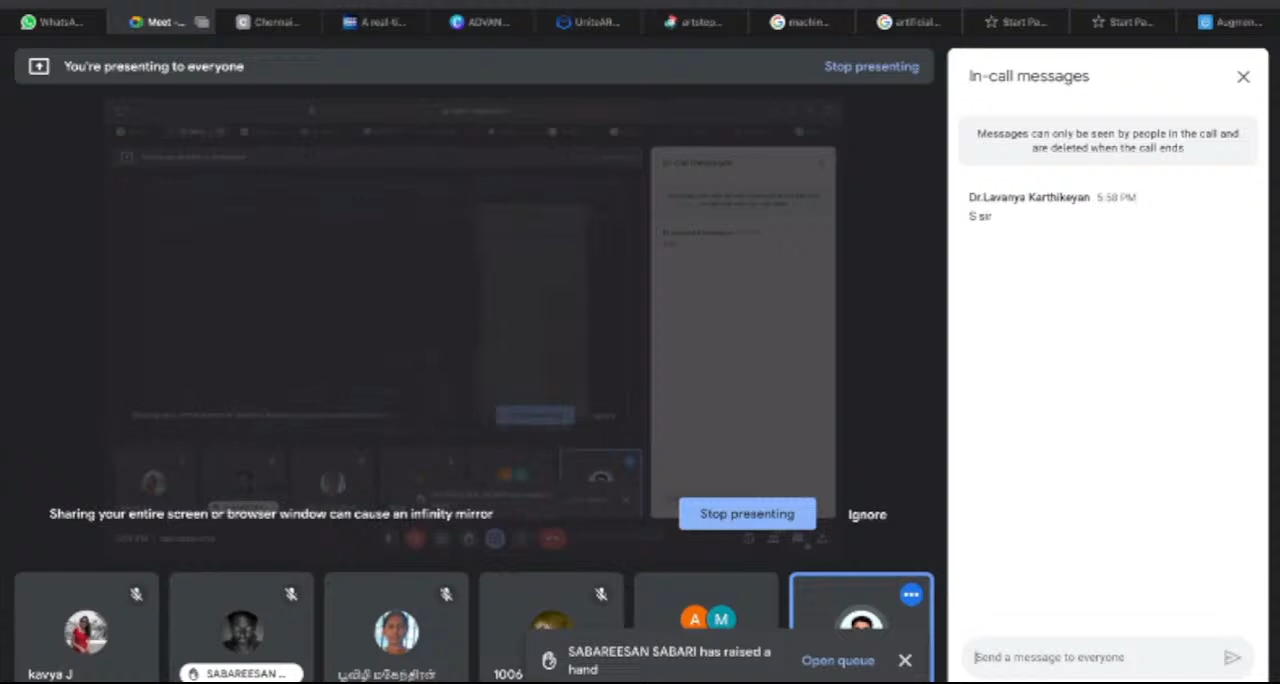 WhatsA...
Meet -...
Chennai...
A real-ti...
ADVAN...
UniteAR...
artstep...
machin...
artificial...
Start Pa...
Start Pa...
Augmen...
You're presenting to everyone
Stop presenting
In-call messages
Messages can only be seen by people in the call and
are deleted when the call ends
Dr.Lavanya Karthikeyan 5:58 PM
S sir
Sharing your entire screen or browser window can cause an infinity mirror
Stop presenting
Ignore
A M
kavya J
SABAREESAN ...
பூவிழி மகேந்திரன்
1006
SABAREESAN SABARI has raised a
hand
Open queue
Send a message to everyone